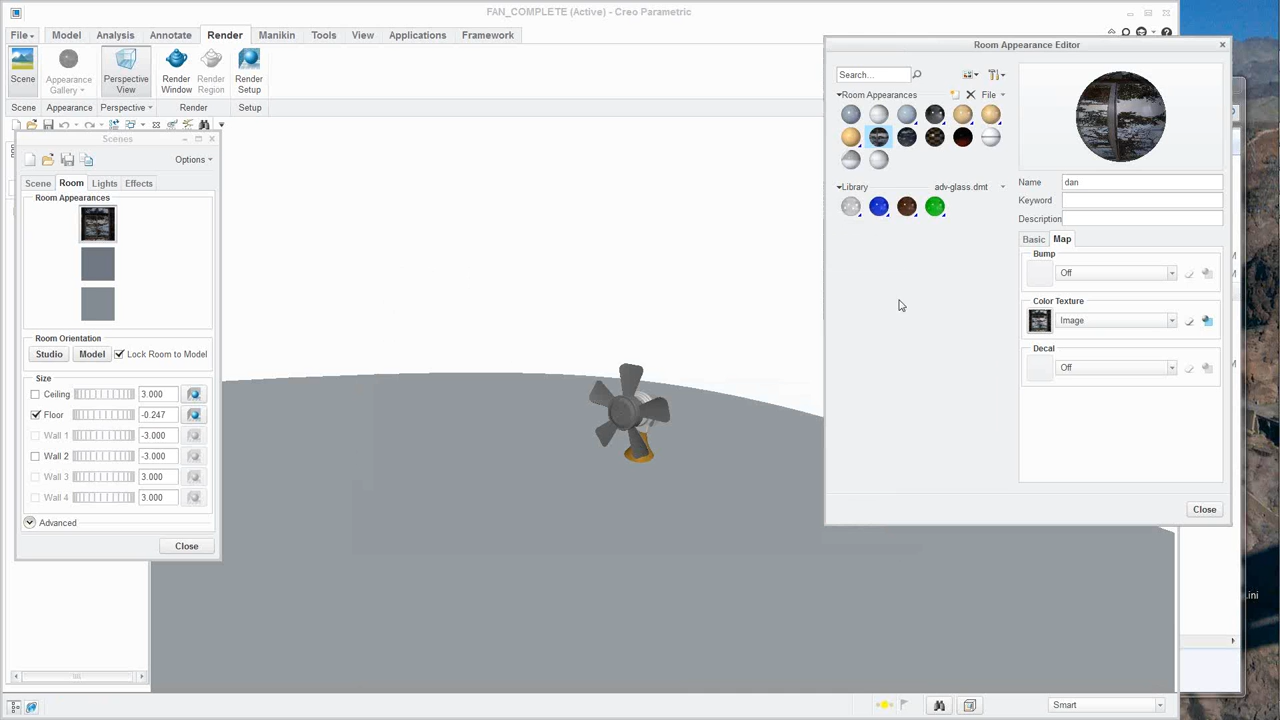 FAN_COMPLETE (Active) - Creo Parametric
File Model Analysis Annotate Render Manikin Tools View Applications Framework
Scene
Appearance Gallery
Perspective View
Render Window
Render Region
Render Setup
Scene Appearance Perspective Render Setup
Scenes
Options
Scene Room Lights Effects
Room Appearances
Room Orientation
Studio Model Lock Room to Model
Size
Ceiling 3.000
Floor -0.247
Wall 1 -3.000
Wall 2 -3.000
Wall 3 3.000
Wall 4 3.000
Advanced
Close
Room Appearance Editor
Search...
Room Appearances File
Library adv-glass.dmt
Name dan
Keyword
Description
Basic Map
Bump
Off
Color Texture
Image
Decal
Off
Close
.ini
Smart